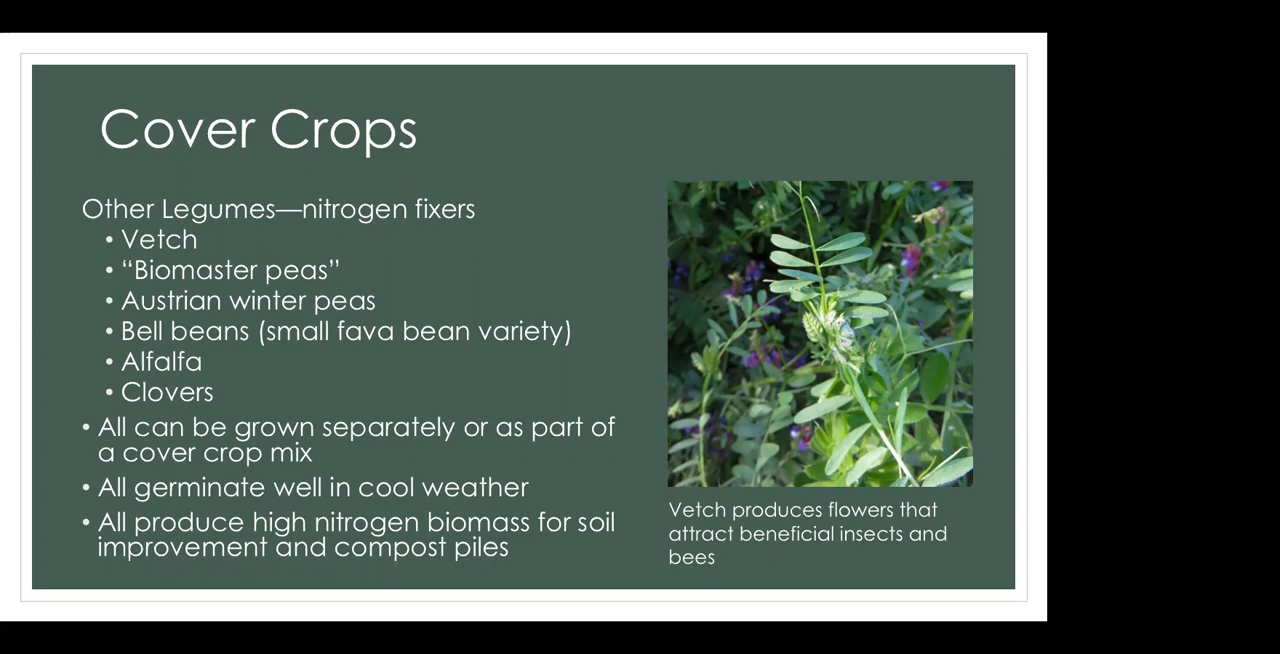 Cover Crops
Other Legumes—nitrogen fixers
• Vetch
• “Biomaster peas”
• Austrian winter peas
• Bell beans (small fava bean variety)
• Alfalfa
• Clovers
• All can be grown separately or as part of
a cover crop mix
• All germinate well in cool weather
• All produce high nitrogen biomass for soil
improvement and compost piles
Vetch produces flowers that
attract beneficial insects and
bees